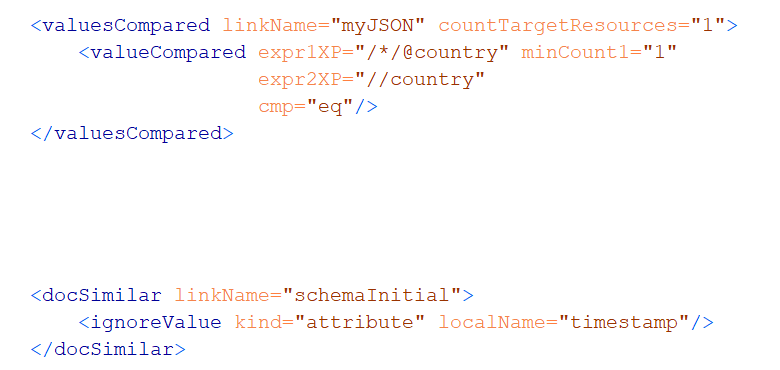 <valuesCompared linkName="myJSON" countTargetResources="1">
    <valueCompared expr1XP="/*/@country" minCount1="1"
                   expr2XP="//country"
                   cmp="eq"/>
</valuesCompared>
<docSimilar linkName="schemaInitial">
    <ignoreValue kind="attribute" localName="timestamp"/>
</docSimilar>